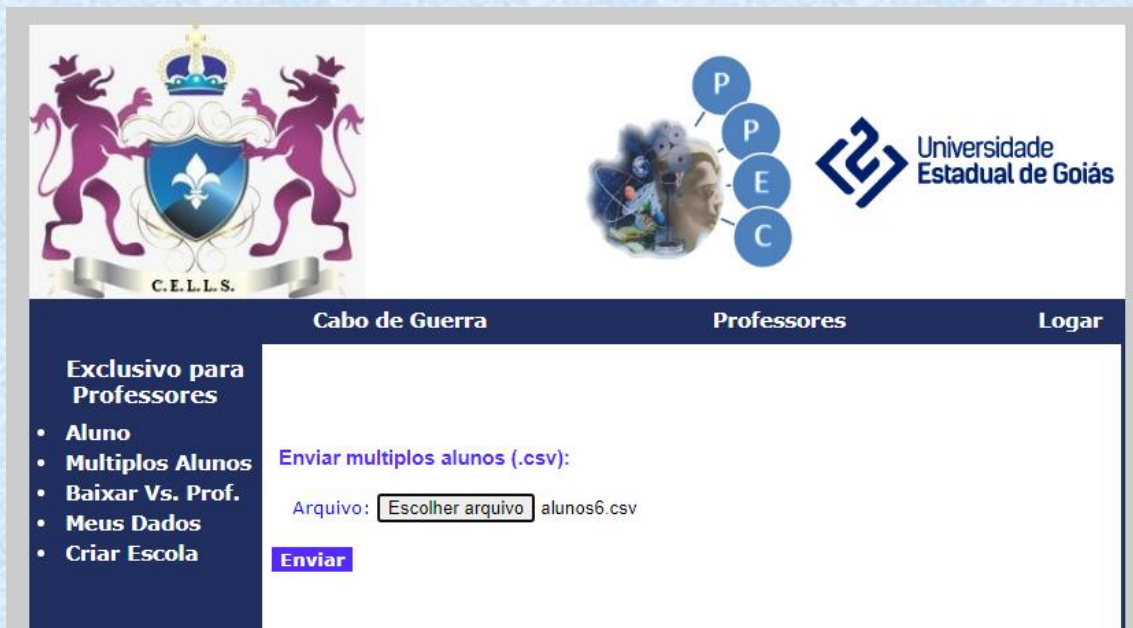 C.E.L.L.S.
P
P
E
C
Universidade
Estadual de Goiás
Cabo de Guerra Professores Logar
Exclusivo para
Professores
• Aluno
• Multiplos Alunos
• Baixar Vs. Prof.
• Meus Dados
• Criar Escola
Enviar multiplos alunos (.csv):
Arquivo: Escolher arquivo alunos6.csv
Enviar